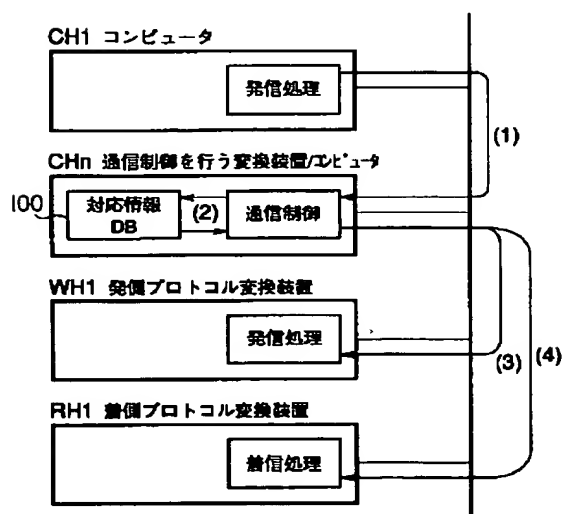 CH1 コンピュータ
発信処理
(1)
CHn 通信制御を行う変換装置/コンピュータ
100
対応情報
DB
(2)
通信制御
WH1 発側プロトコル変換装置
発信処理
(3)
(4)
RH1 着側プロトコル変換装置
着信処理